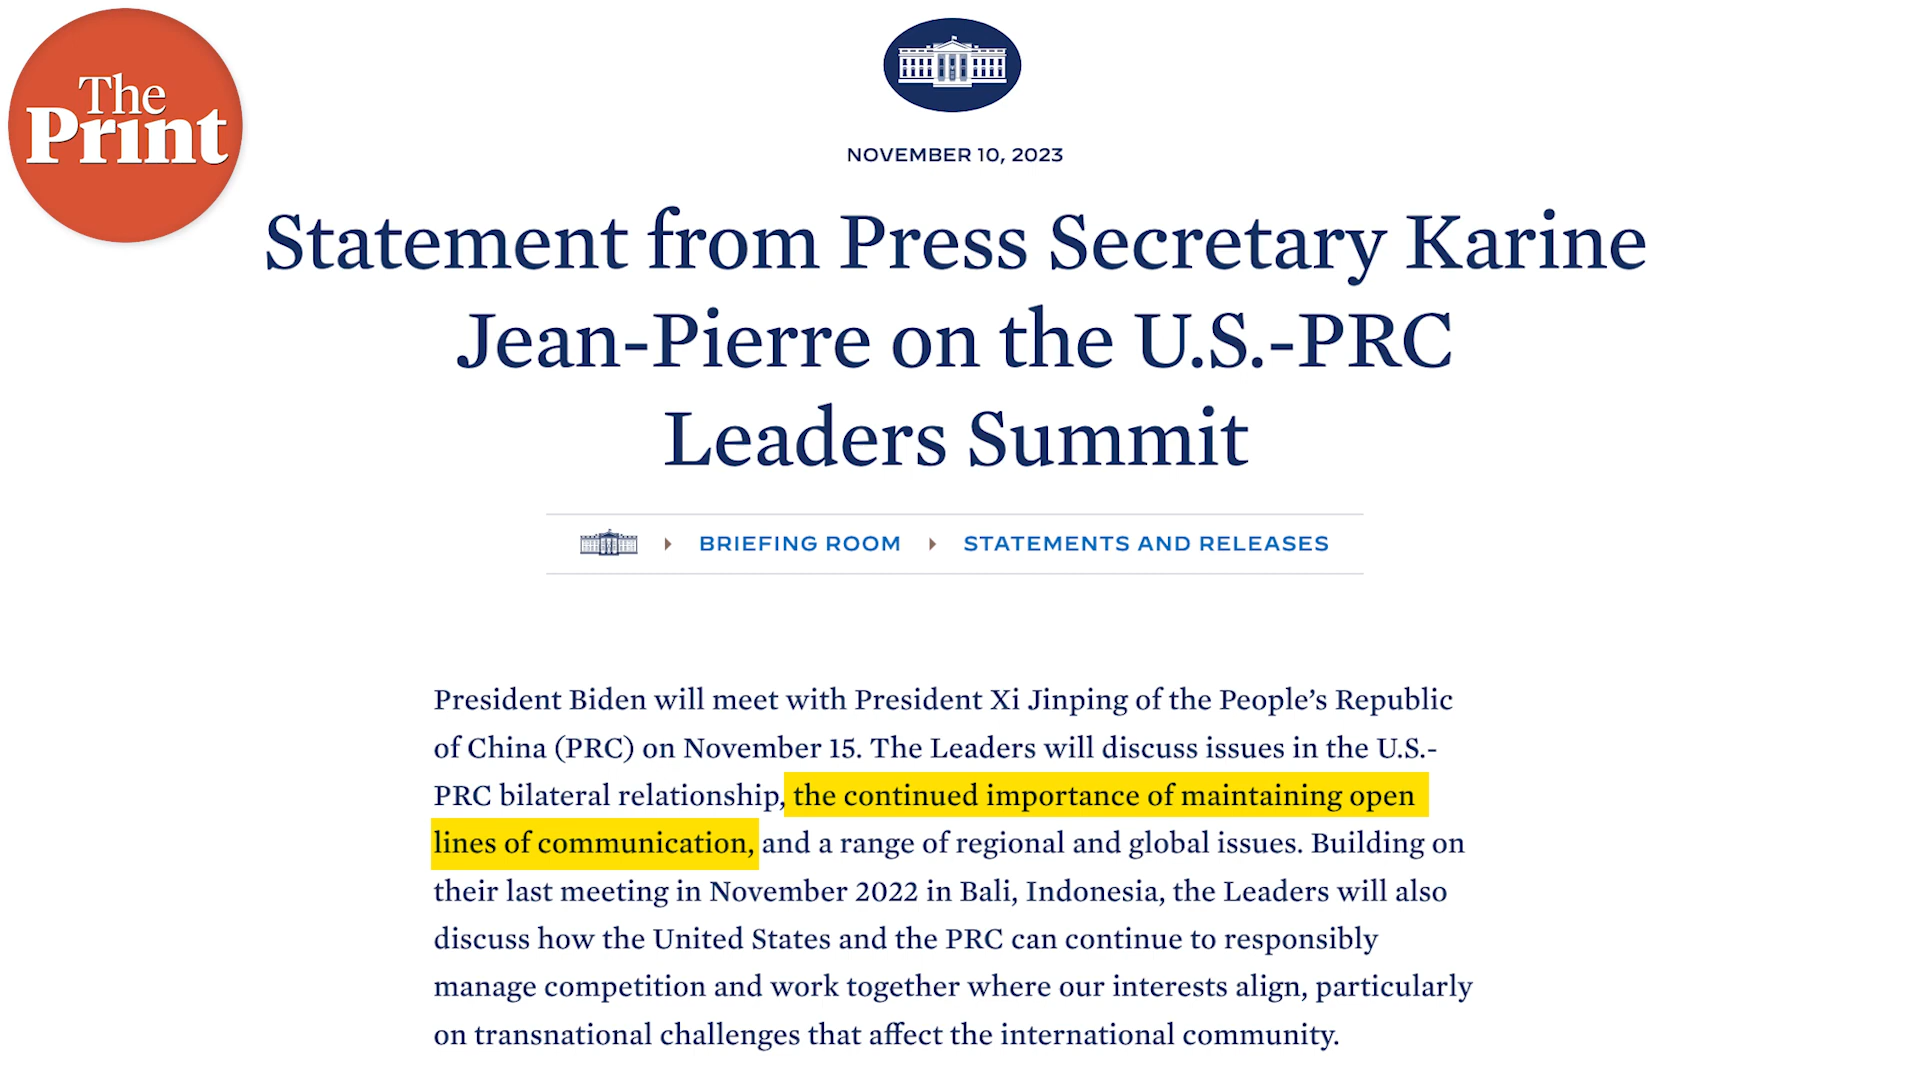 The
Print
NOVEMBER 10, 2023
Statement from Press Secretary Karine
Jean-Pierre on the U.S.-PRC
Leaders Summit
BRIEFING ROOM STATEMENTS AND RELEASES
President Biden will meet with President Xi Jinping of the People’s Republic
of China (PRC) on November 15. The Leaders will discuss issues in the U.S.-
PRC bilateral relationship, the continued importance of maintaining open
lines of communication, and a range of regional and global issues. Building on
their last meeting in November 2022 in Bali, Indonesia, the Leaders will also
discuss how the United States and the PRC can continue to responsibly
manage competition and work together where our interests align, particularly
on transnational challenges that affect the international community.